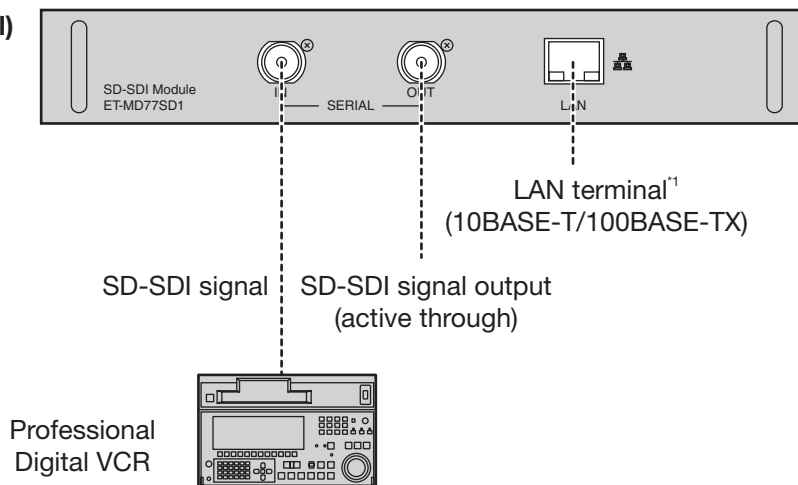 l)
SD-SDI Module
ET-MD77SD1
IN
SERIAL
OUT
LAN
LAN terminal*1
(10BASE-T/100BASE-TX)
SD-SDI signal
SD-SDI signal output
(active through)
Professional
Digital VCR